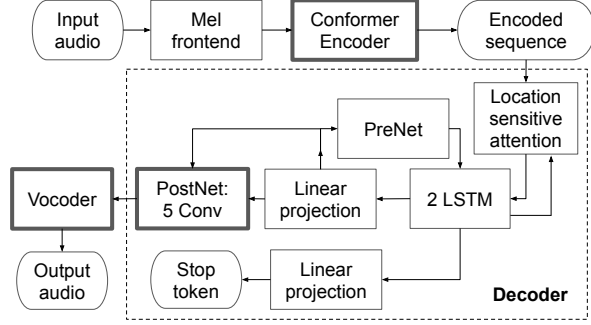 Input
audio
Mel
frontend
Conformer
Encoder
Encoded
sequence
Location
sensitive
attention
PreNet
Vocoder
PostNet:
5 Conv
Linear
projection
2 LSTM
Output
audio
Stop
token
Linear
projection
Decoder